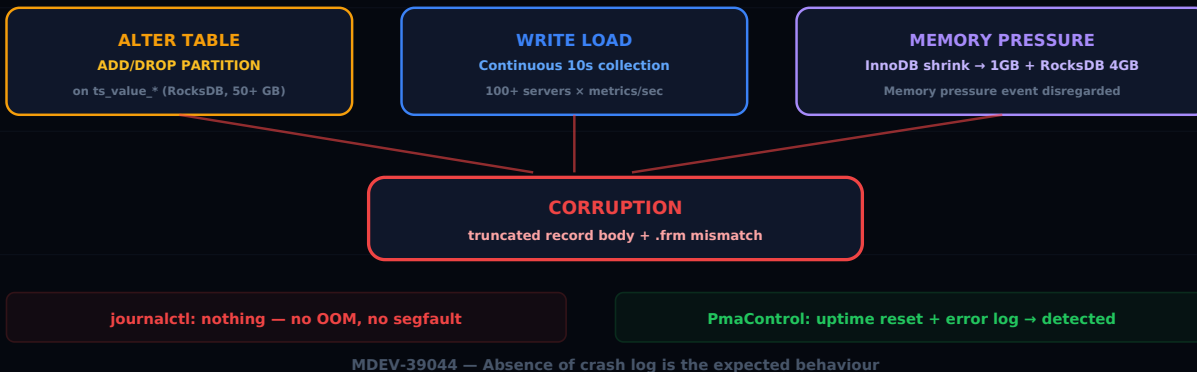 ALTER TABLE
ADD/DROP PARTITION
on ts_value_* (RocksDB, 50+ GB)
WRITE LOAD
Continuous 10s collection
100+ servers × metrics/sec
MEMORY PRESSURE
InnoDB shrink → 1GB + RocksDB 4GB
Memory pressure event disregarded
CORRUPTION
truncated record body + .frm mismatch
journalctl: nothing — no OOM, no segfault
PmaControl: uptime reset + error log → detected
MDEV-39044 — Absence of crash log is the expected behaviour